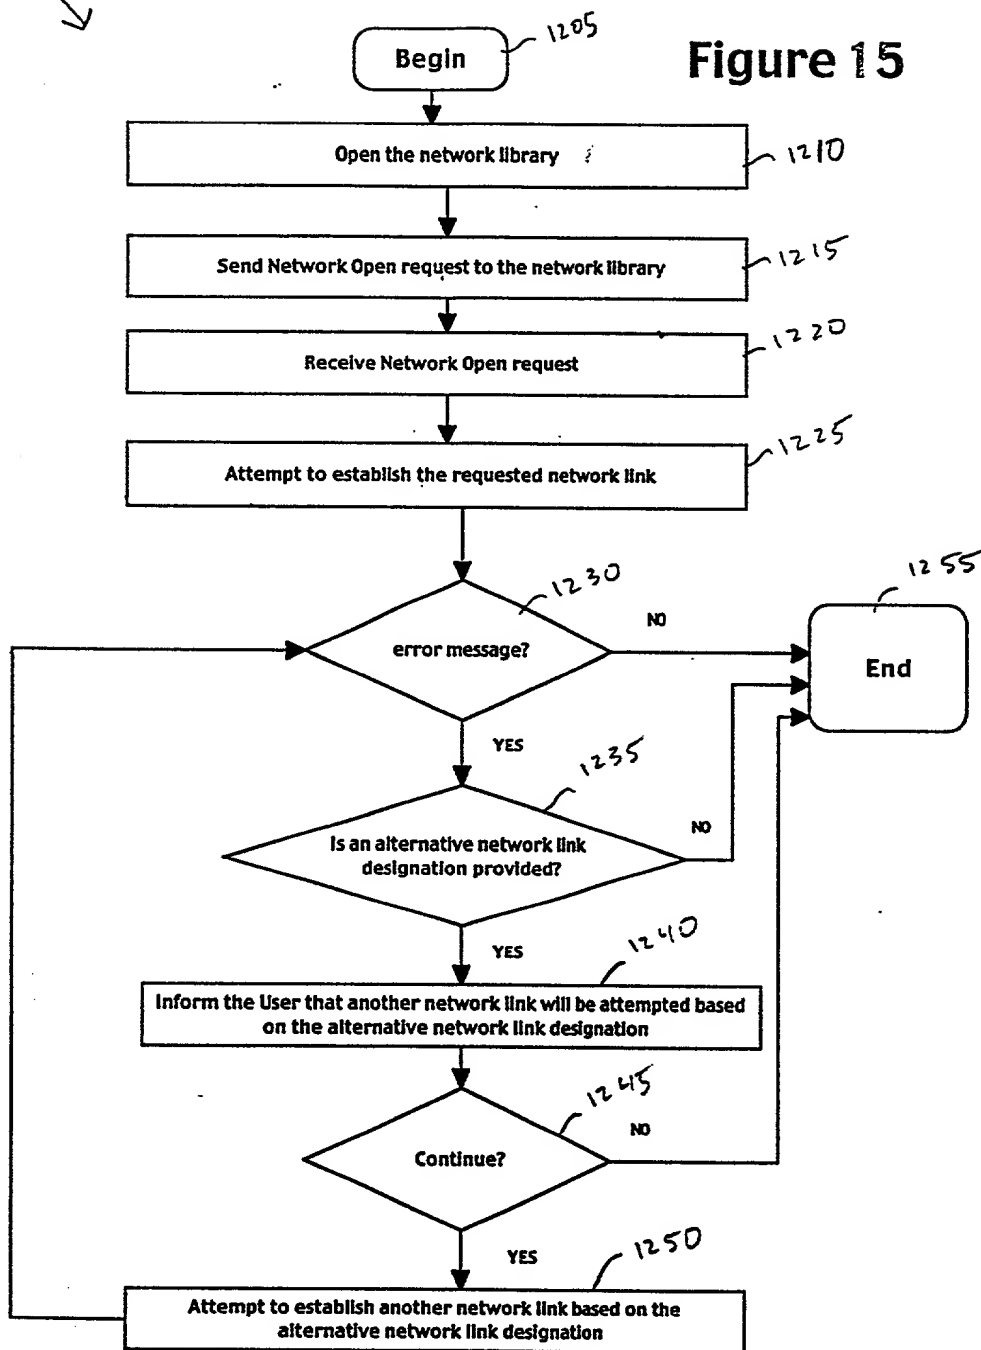 Begin
1205
Figure 15
Open the network library
1210
Send Network Open request to the network library
1215
Receive Network Open request
1220
Attempt to establish the requested network link
1225
error message?
1230
NO
End
1255
YES
Is an alternative network link
designation provided?
1235
NO
YES
Inform the User that another network link will be attempted based
on the alternative network link designation
1240
Continue?
1245
NO
YES
Attempt to establish another network link based on the
alternative network link designation
1250